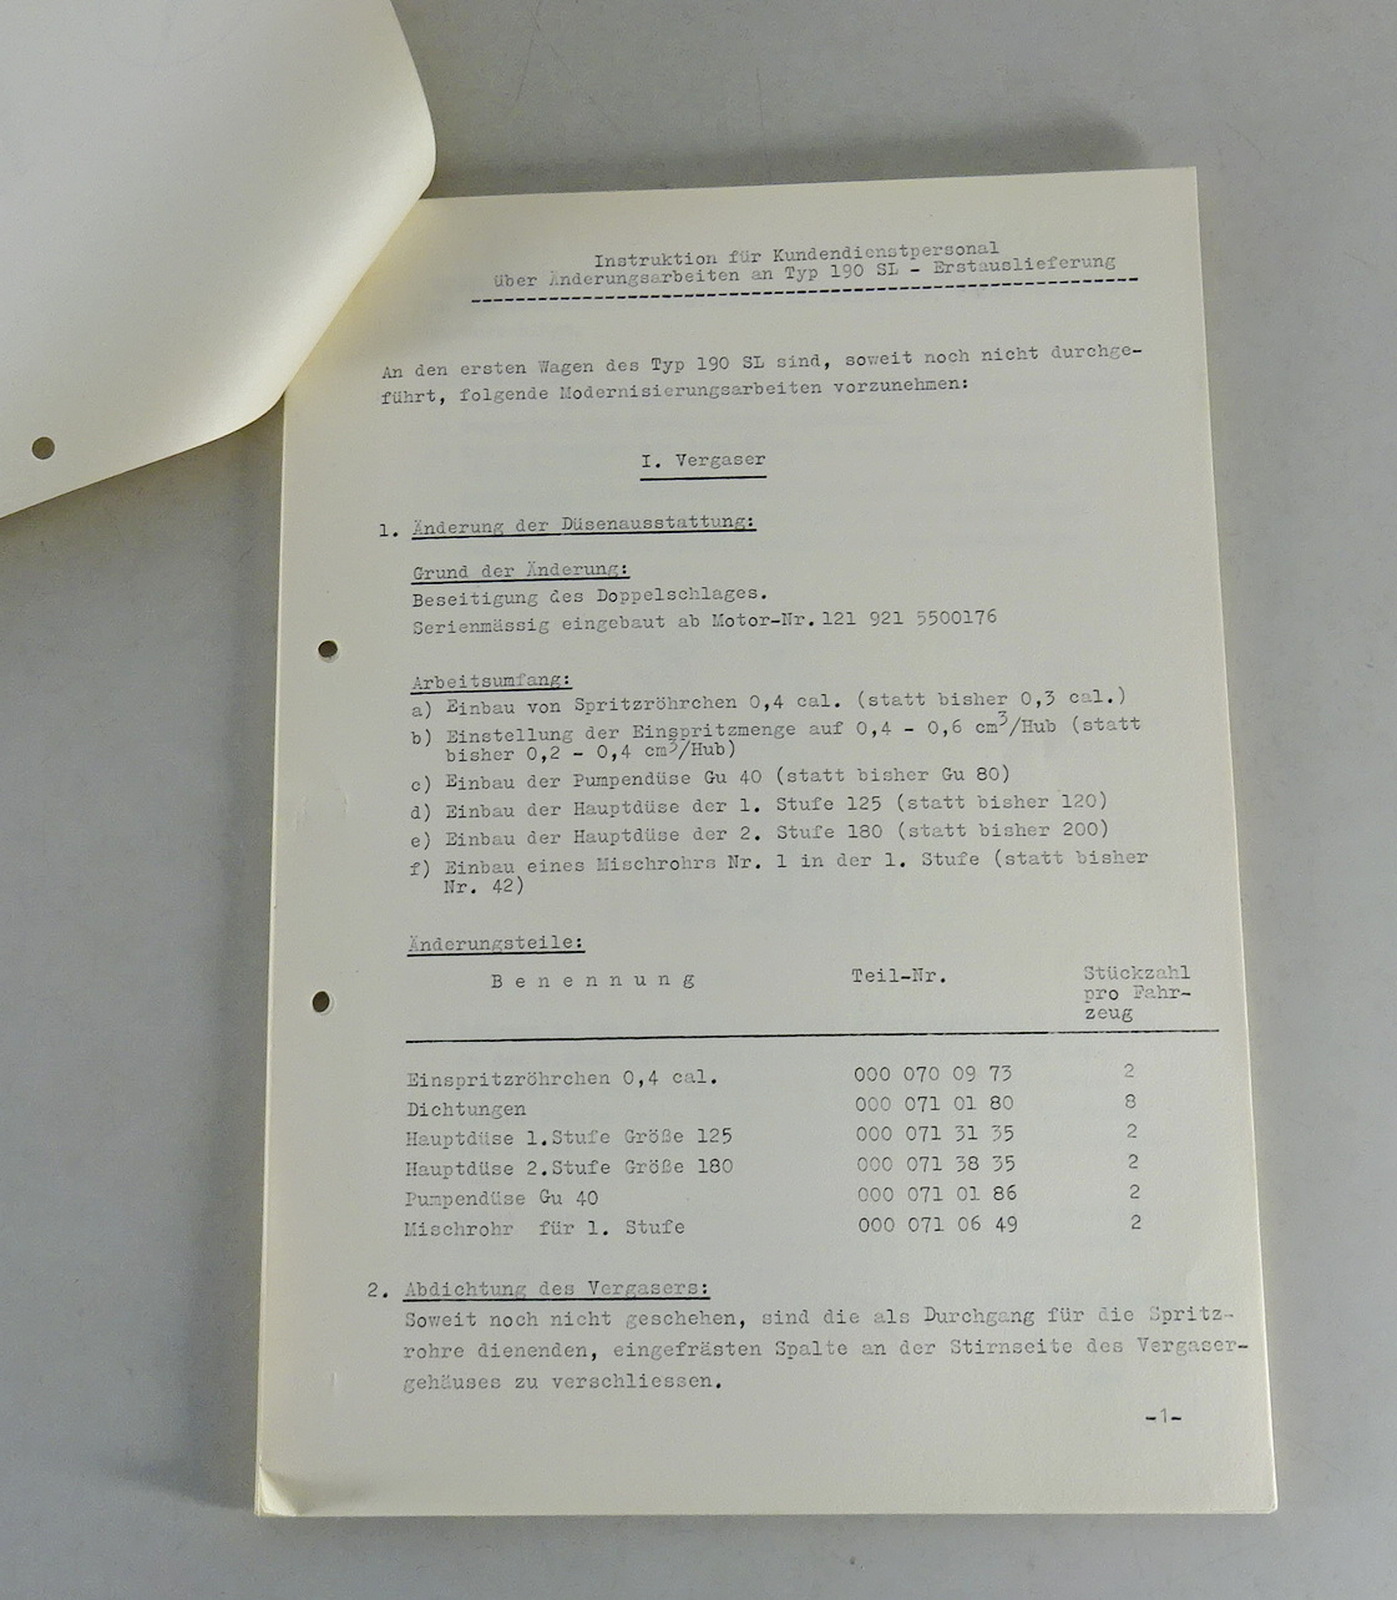 Instruktion für Kundendienstpersonal
über Änderungsarbeiten an Typ 190 SL - Erstauslieferung
An den ersten Wagen des Typ 190 SL sind, soweit noch nicht durchge-
führt, folgende Modernisierungsarbeiten vorzunehmen:
I. Vergaser
1. Änderung der Düsenausstattung:
Grund der Änderung:
Beseitigung des Doppelschlages.
Serienmässig eingebaut ab Motor-Nr. 121 921 5500176
Arbeitsumfang:
a) Einbau von Spritzröhrchen 0,4 cal. (statt bisher 0,3 cal.)
b) Einstellung der Einspritzmenge auf 0,4 - 0,6 cm³/Hub (statt
bisher 0,2 - 0,4 cm³/Hub)
c) Einbau der Pumpendüse Gu 40 (statt bisher Gu 80)
d) Einbau der Hauptdüse der 1. Stufe 125 (statt bisher 120)
e) Einbau der Hauptdüse der 2. Stufe 180 (statt bisher 200)
f) Einbau eines Mischrohrs Nr. 1 in der 1. Stufe (statt bisher
Nr. 42)
Änderungsteile:
B e n e n n u n g Teil-Nr. Stückzahl
pro Fahr-
zeug
Einspritzröhrchen 0,4 cal. 000 070 09 73 2
Dichtungen 000 071 01 80 8
Hauptdüse 1.Stufe Größe 125 000 071 31 35 2
Hauptdüse 2.Stufe Größe 180 000 071 38 35 2
Pumpendüse Gu 40 000 071 01 86 2
Mischrohr für 1. Stufe 000 071 06 49 2
2. Abdichtung des Vergasers:
Soweit noch nicht geschehen, sind die als Durchgang für die Spritz-
rohre dienenden, eingefrästen Spalte an der Stirnseite des Vergaser-
gehäuses zu verschliessen.
-1-